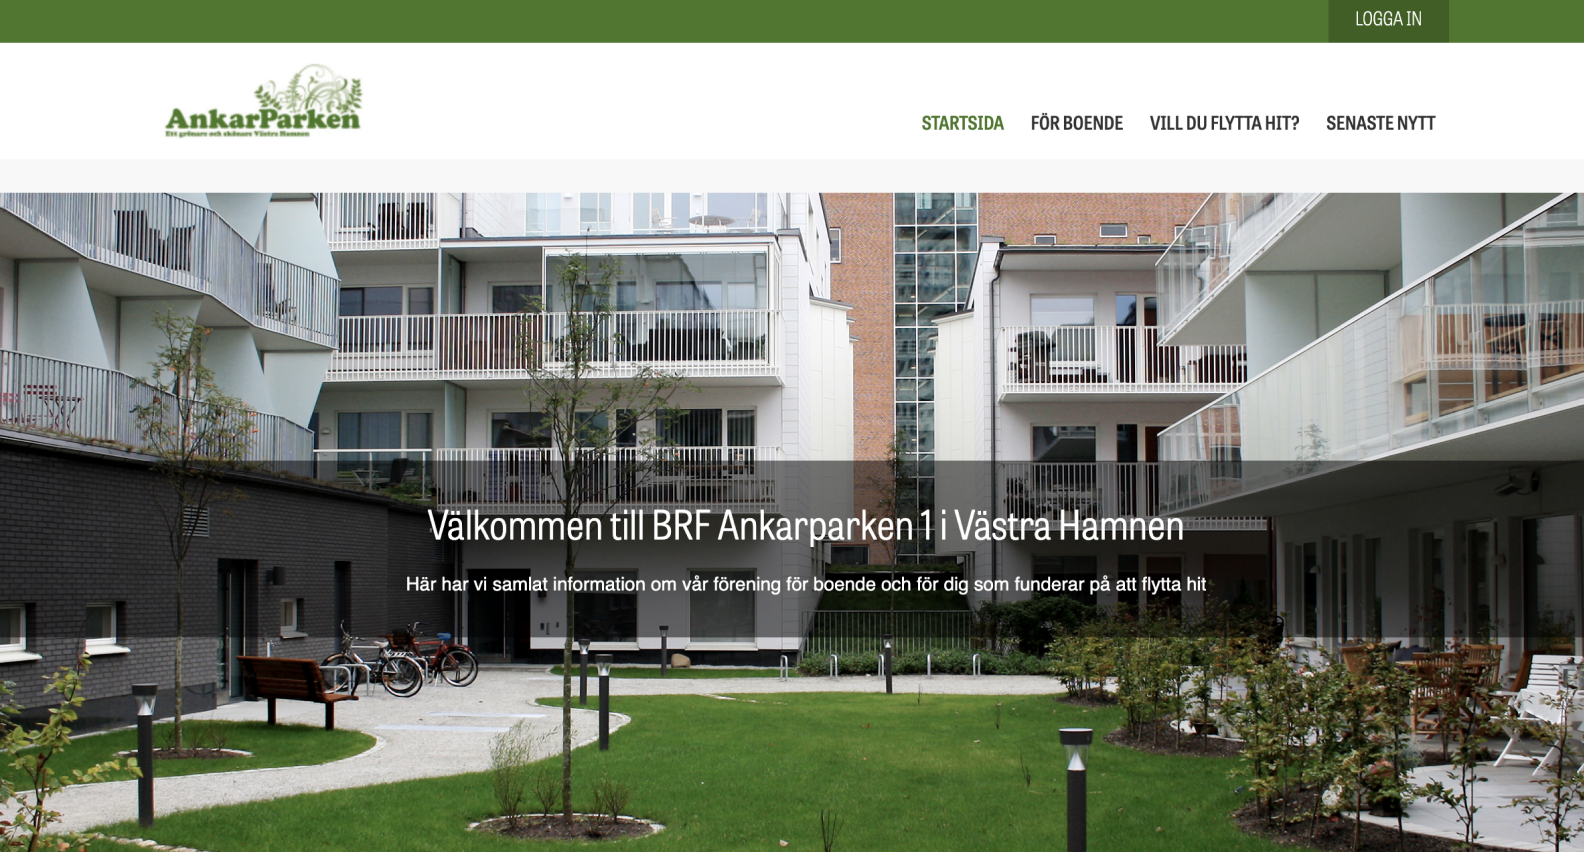 LOGGA IN
AnkarParken
Ett grönare och skönare Västra Hamnen
STARTSIDA FÖR BOENDE VILL DU FLYTTA HIT? SENASTE NYTT
Välkommen till BRF Ankarparken 1 i Västra Hamnen
Här har vi samlat information om vår förening för boende och för dig som funderar på att flytta hit